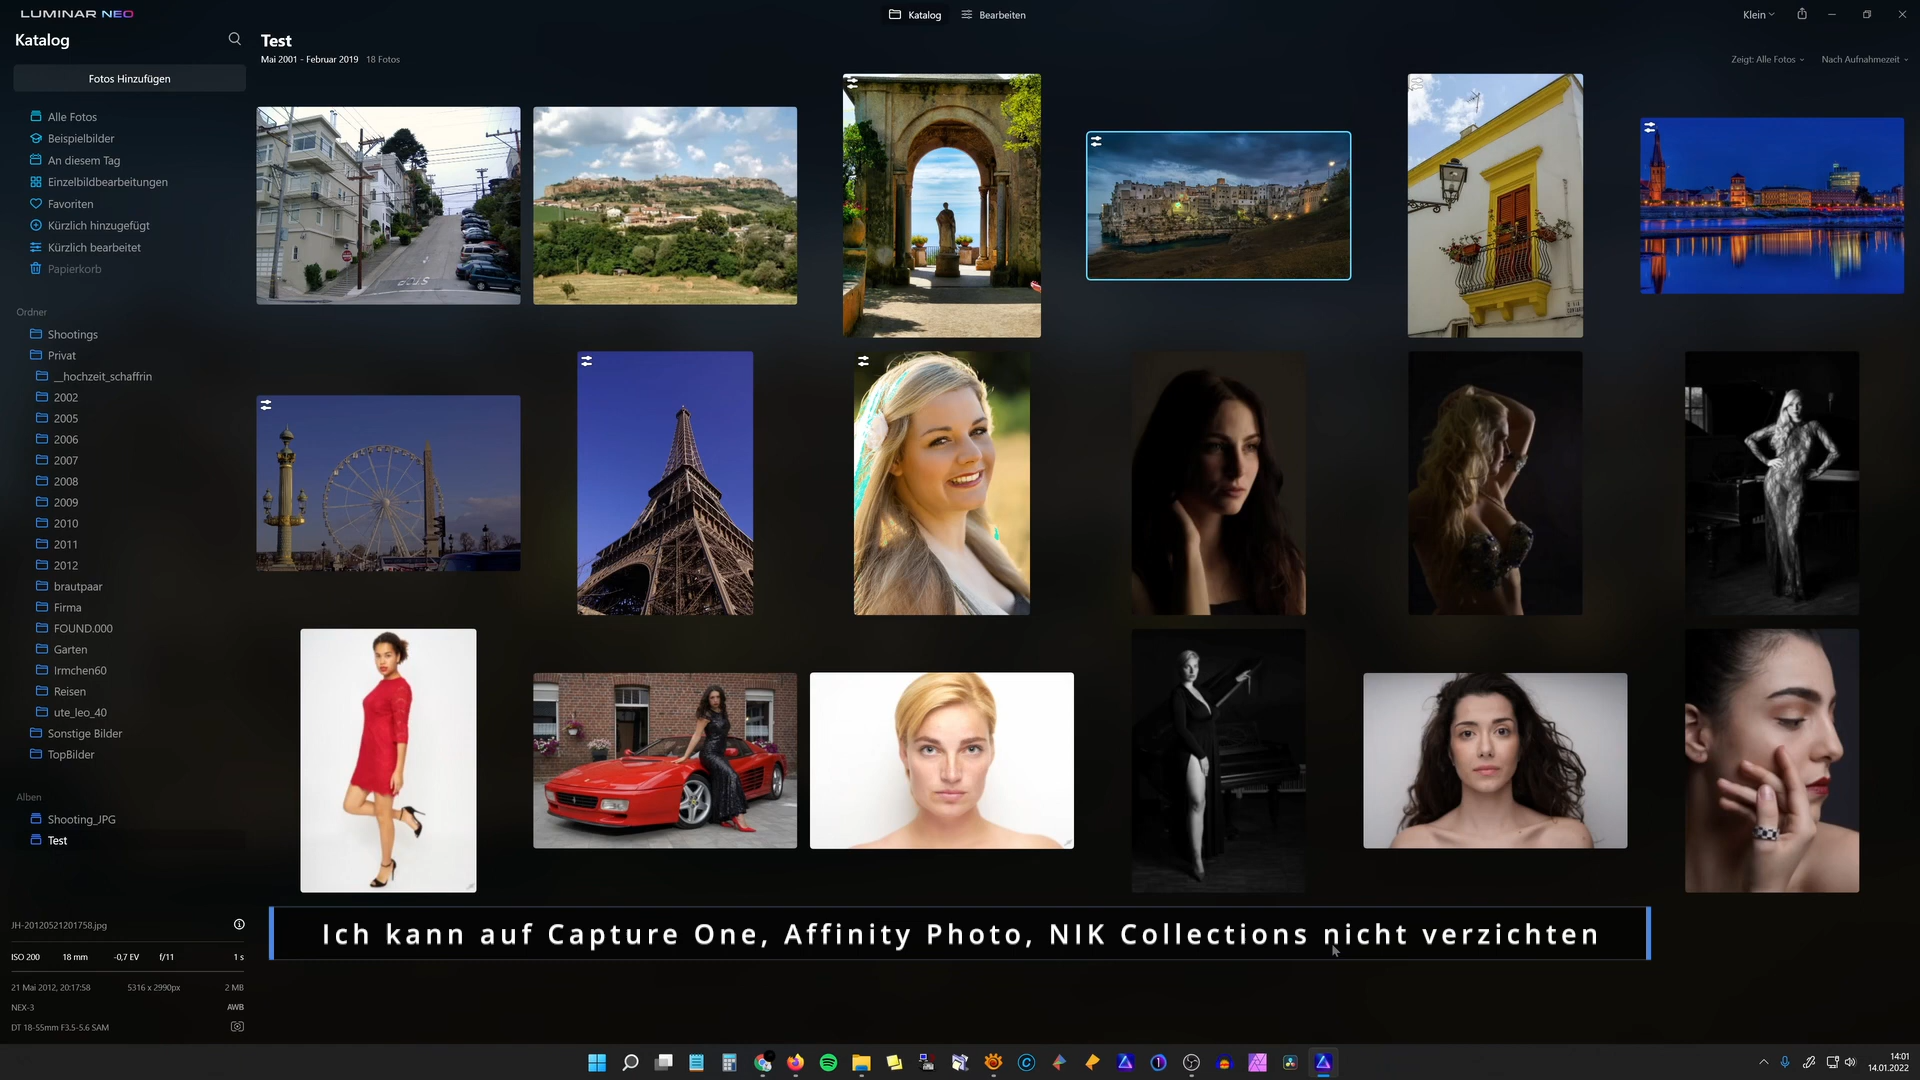 LUMINAR NEO
Katalog
Bearbeiten
Klein
Katalog
Test
Mai 2001 - Februar 2019 18 Fotos
Zeigt: Alle Fotos
Nach Aufnahmezeit
Fotos Hinzufügen
Alle Fotos
Beispielbilder
An diesem Tag
Einzelbildbearbeitungen
Favoriten
Kürzlich hinzugefügt
Kürzlich bearbeitet
Papierkorb
Ordner
Shootings
Privat
__hochzeit_schaffrin
2002
2005
2006
2007
2008
2009
2010
2011
2012
brautpaar
Firma
FOUND.000
Garten
Irmchen60
Reisen
ute_leo_40
Sonstige Bilder
TopBilder
Alben
Shooting_JPG
Test
JH-20120521201758.jpg
ISO 200 18 mm -0,7 EV f/11 1 s
21 Mai 2012, 20:17:58 5316 x 2990px 2 MB
NEX-3 AWB
DT 18-55mm F3.5-5.6 SAM
Ich kann auf Capture One, Affinity Photo, NIK Collections nicht verzichten
14:01
14.01.2022